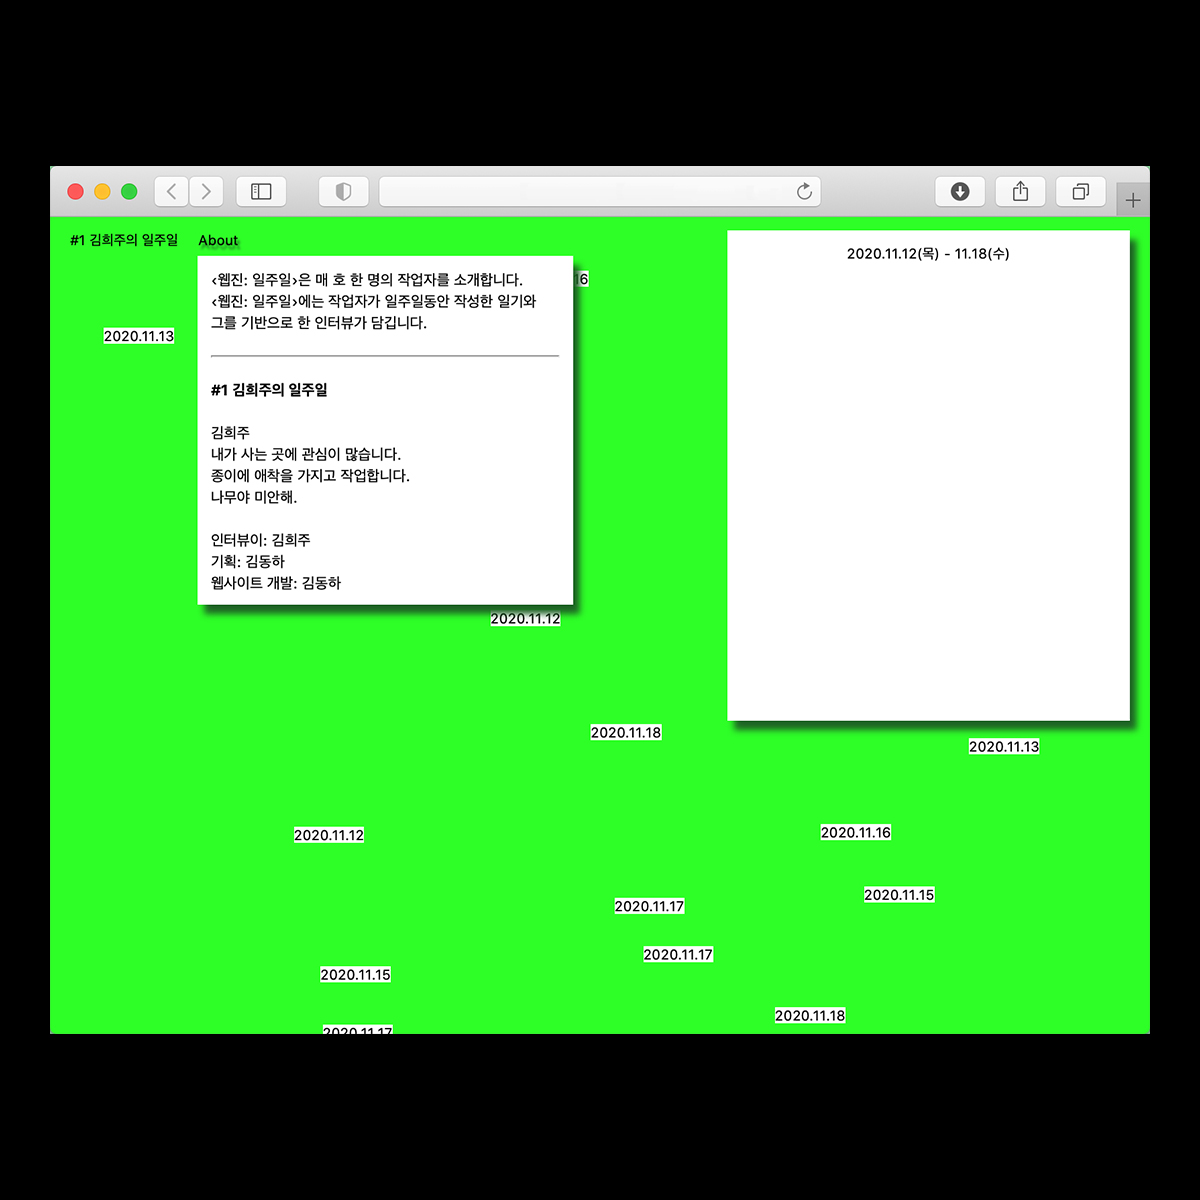 #1 김희주의 일주일
About
2020.11.12(목) - 11.18(수)
‹웹진: 일주일›은 매 호 한 명의 작업자를 소개합니다.
‹웹진: 일주일›에는 작업자가 일주일동안 작성한 일기와
그를 기반으로 한 인터뷰가 담깁니다.
#1 김희주의 일주일
김희주
내가 사는 곳에 관심이 많습니다.
종이에 애착을 가지고 작업합니다.
나무야 미안해.
인터뷰이: 김희주
기획: 김동하
웹사이트 개발: 김동하
16
2020.11.13
2020.11.12
2020.11.18
2020.11.13
2020.11.12
2020.11.16
2020.11.15
2020.11.17
2020.11.17
2020.11.15
2020.11.18
2020.11.17